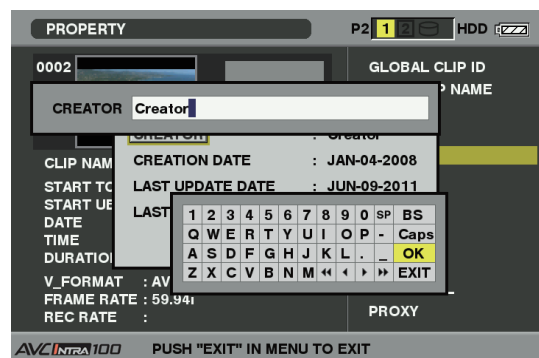 PROPERTY
P2 1 2 HDD
0002
GLOBAL CLIP ID
NAME
CREATOR Creator
CREATOR : Creator
CLIP NAM
CREATION DATE : JAN-04-2008
START TC
LAST UPDATE DATE : JUN-09-2011
START UB
LAST
DATE
TIME
DURATIO
1 2 3 4 5 6 7 8 9 0 SP BS
Q W E R T Y U I O P - Caps
A S D F G H J K L . _ OK
Z X C V B N M EXIT
V_FORMAT : AV
FRAME RATE : 59.94I
REC RATE :
PROXY
AVC INTRA 100
PUSH "EXIT" IN MENU TO EXIT